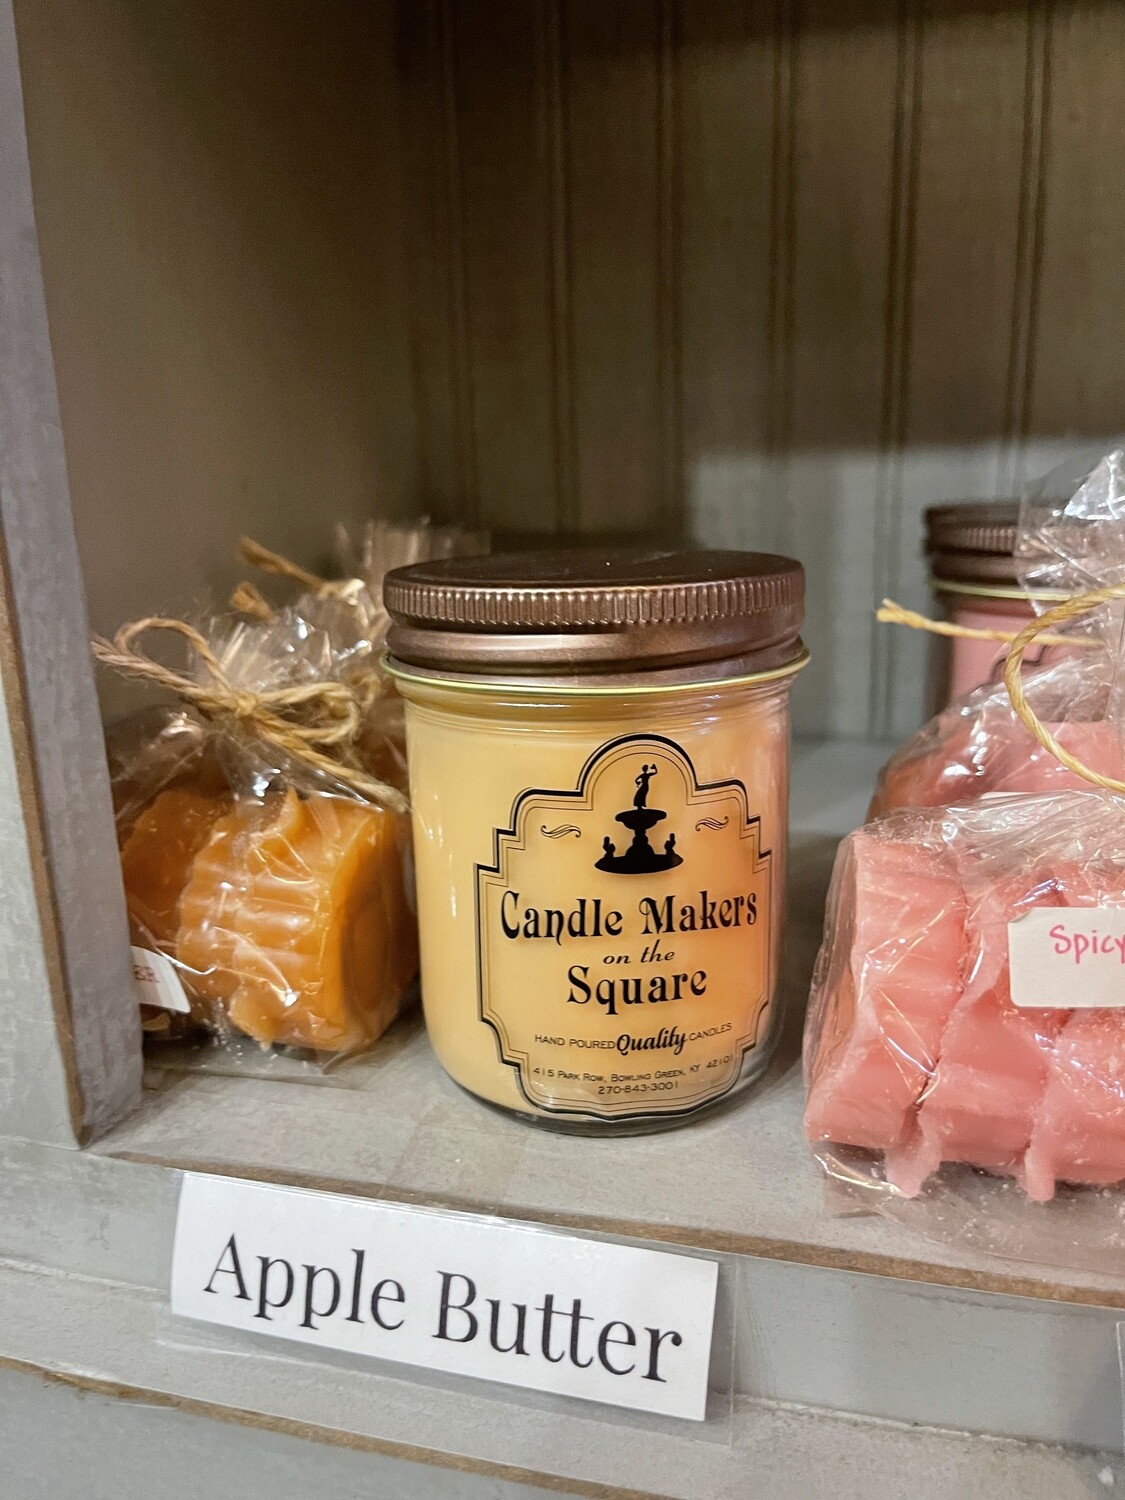 Candle Makers
on the
Square
HAND POURED Quality CANDLES
415 PARK ROW, BOWLING GREEN, KY 42101
270-843-3001
Spicy
Apple Butter